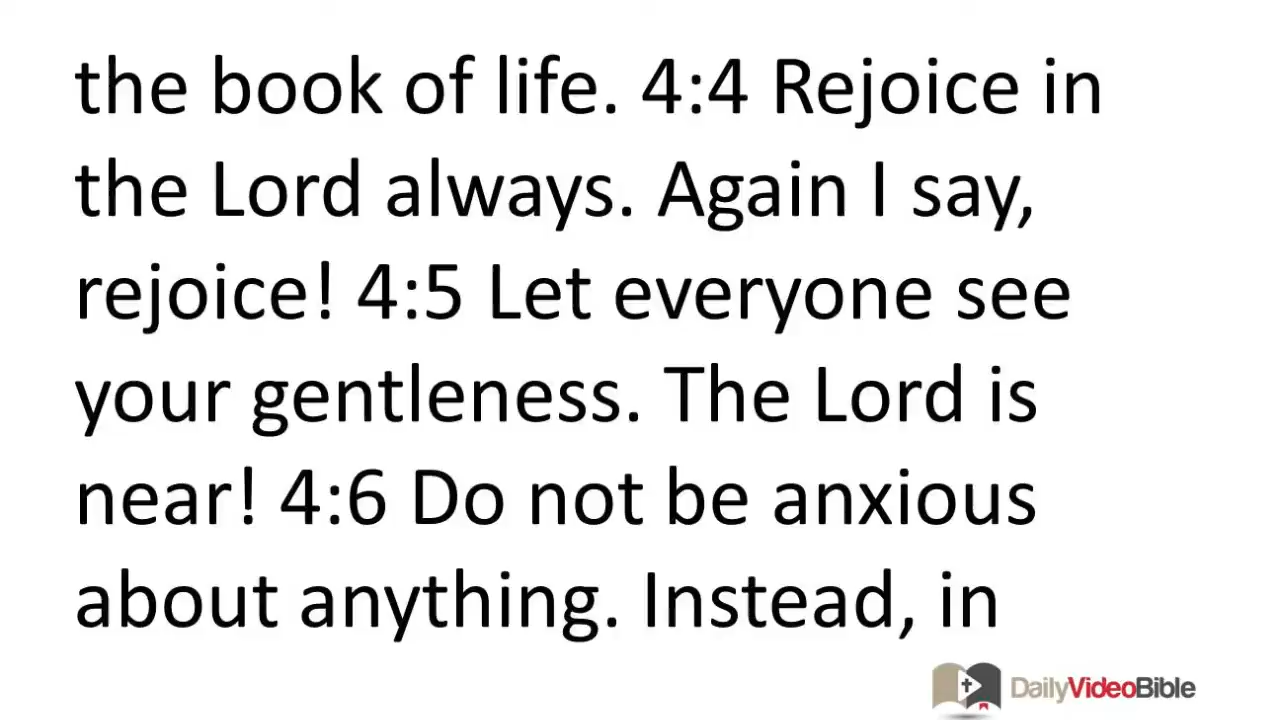 the book of life. 4:4 Rejoice in
the Lord always. Again I say,
rejoice! 4:5 Let everyone see
your gentleness. The Lord is
near! 4:6 Do not be anxious
about anything. Instead, in
DailyVideoBible